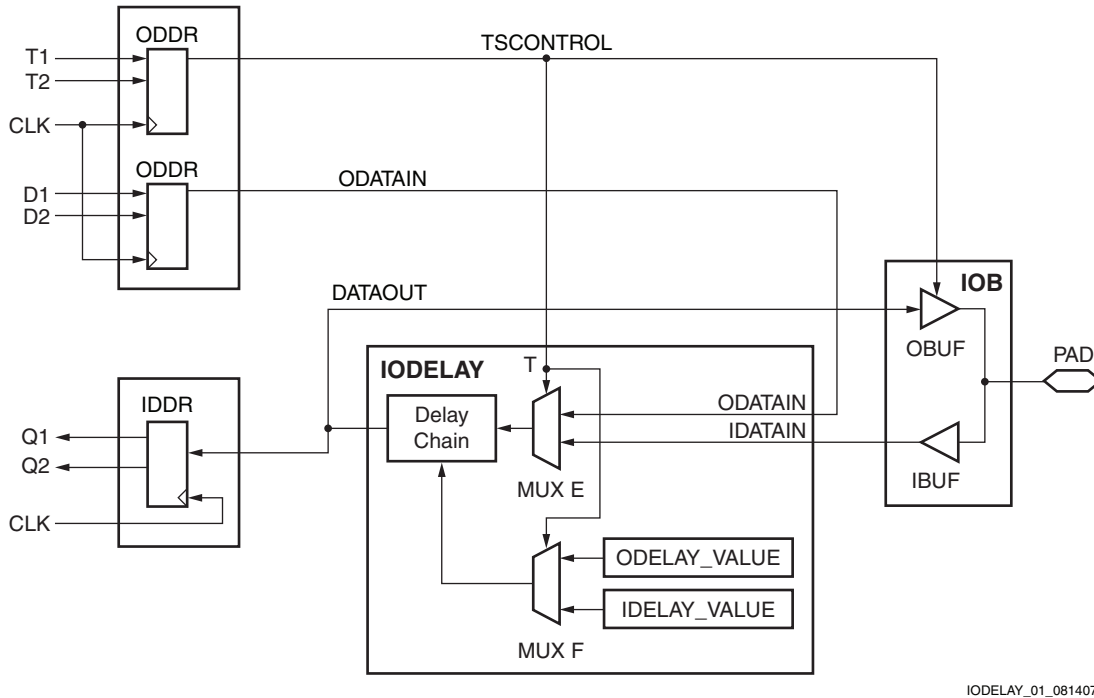 ODDR
TSCONTROL
T1
T2
CLK
ODDR
ODATAIN
D1
D2
IOB
DATAOUT
OBUF
PAD
IODELAY
T
IDDR
ODATAIN
Delay
Chain
Q1
IDATAIN
Q2
IBUF
MUX E
CLK
ODELAY_VALUE
IDELAY_VALUE
MUX F
IODELAY_01_081407